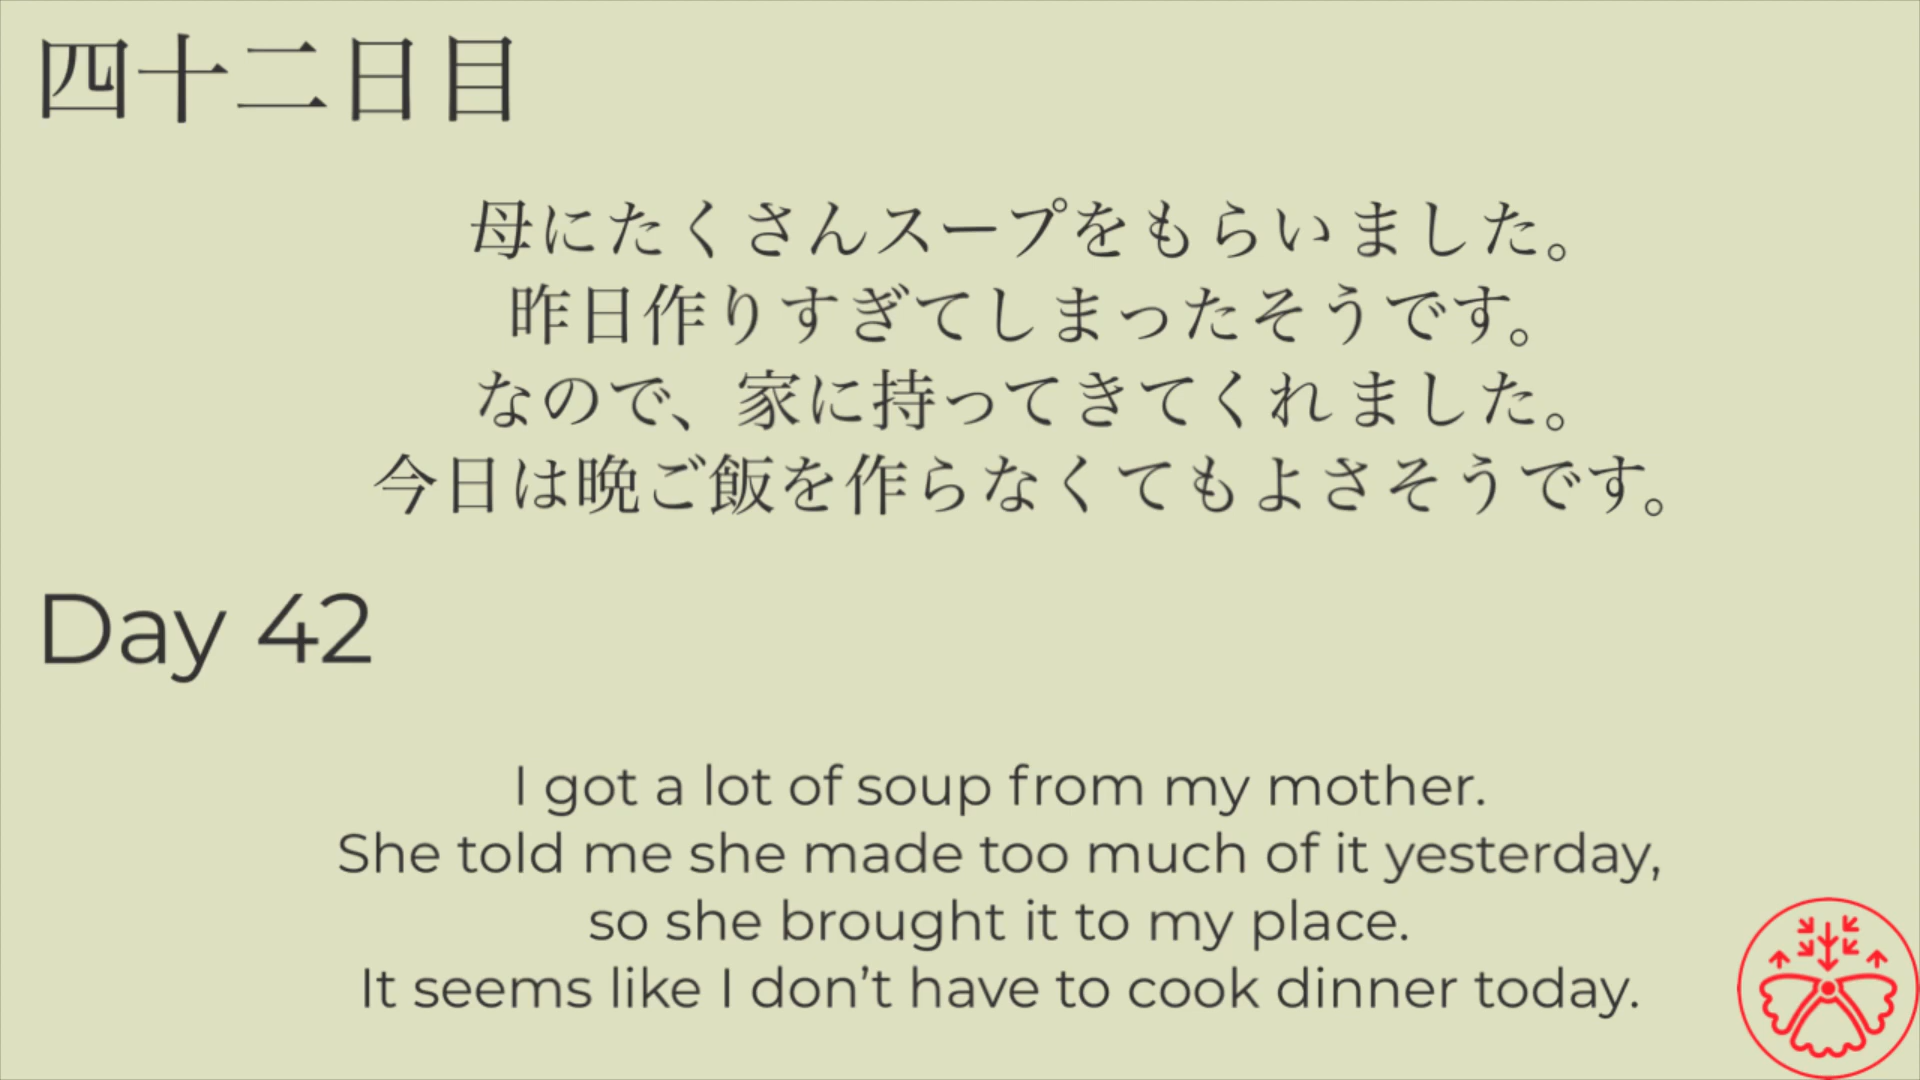 四十二日目
母にたくさんスープをもらいました。
昨日作りすぎてしまったそうです。
なので、家に持ってきてくれました。
今日は晩ご飯を作らなくてもよさそうです。
Day 42
I got a lot of soup from my mother.
She told me she made too much of it yesterday,
so she brought it to my place.
It seems like I don’t have to cook dinner today.